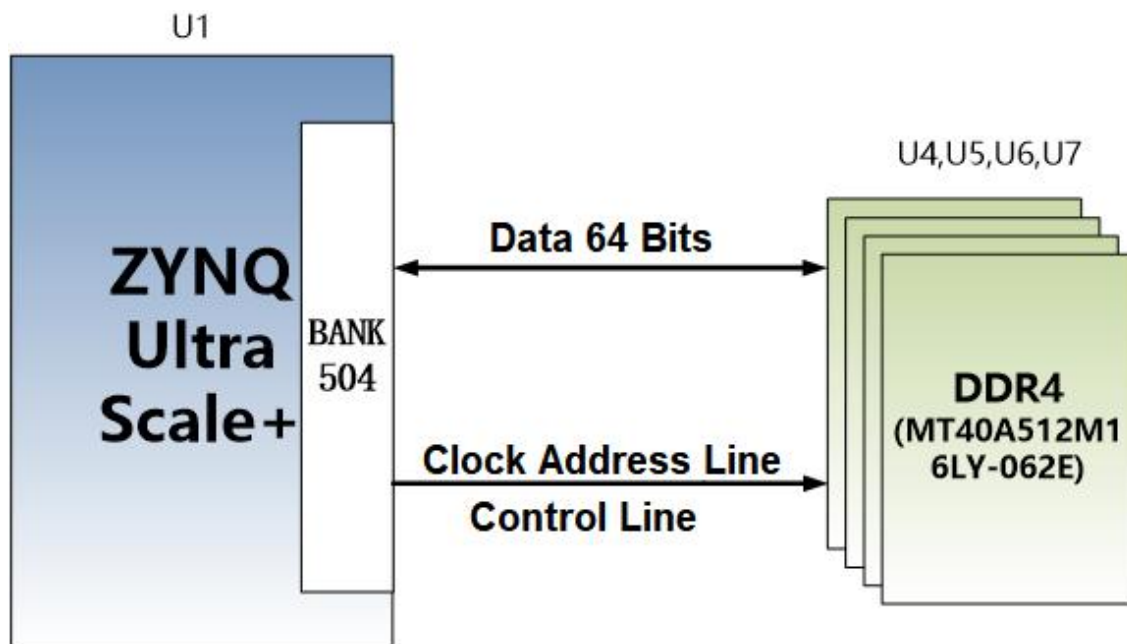 U1
ZYNQ
Ultra
Scale+
BANK
504
Data 64 Bits
Clock Address Line
Control Line
U4,U5,U6,U7
DDR4
(MT40A512M1
6LY-062E)